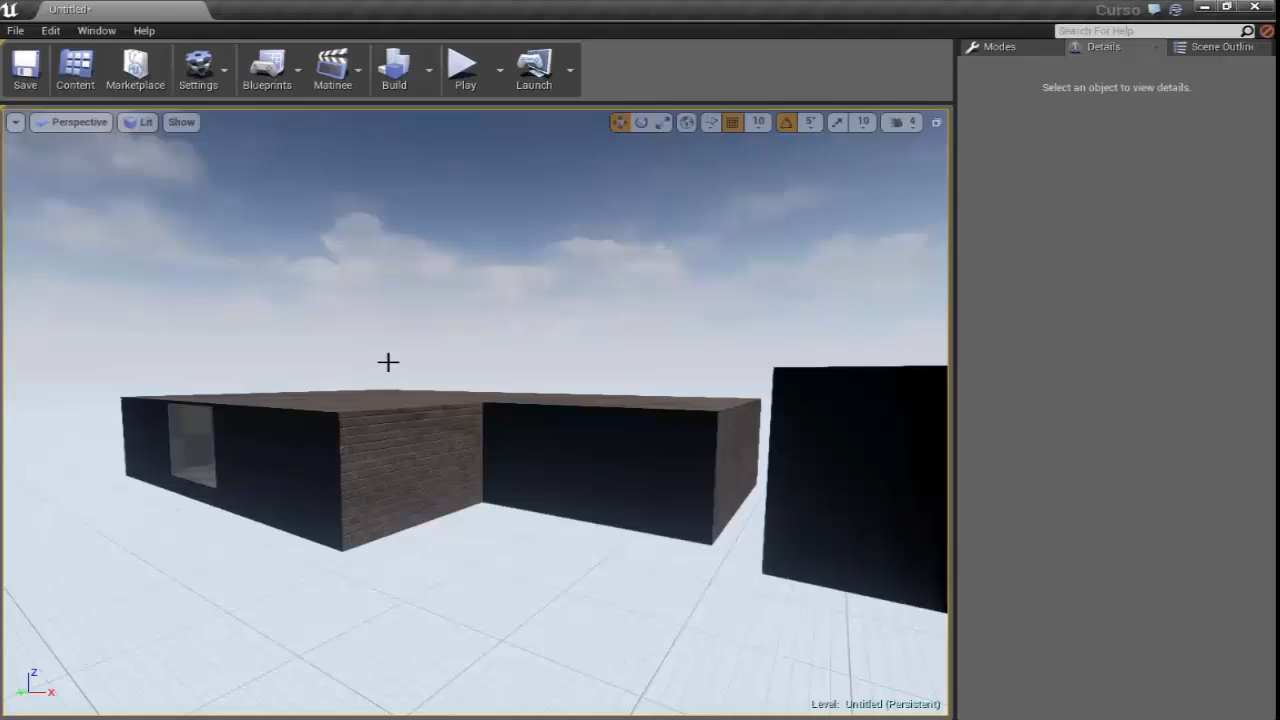 Untitled*
Curso
File Edit Window Help
Search For Help
Save Content Marketplace Settings Blueprints Matinee Build Play Launch
Modes Details Scene Outline
Select an object to view details.
Perspective Lit Show
10 5° 10 4
Z
Y X
Level: Untitled (Persistent)